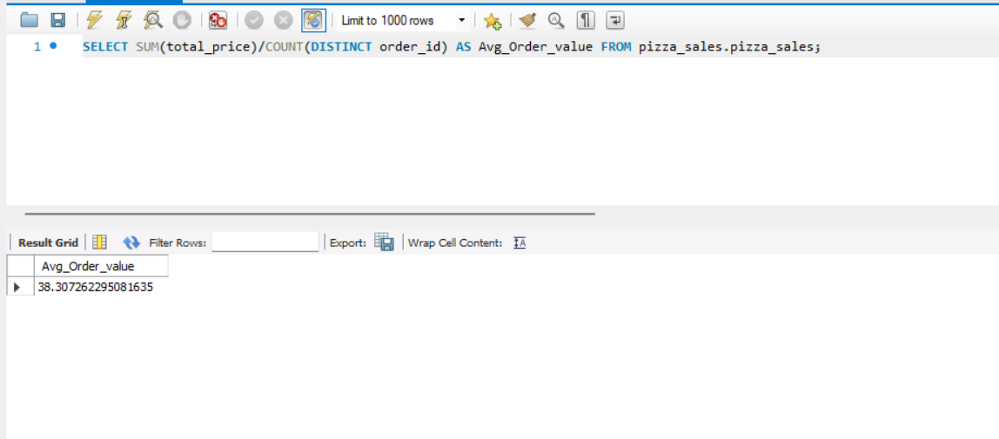 Limit to 1000 rows
1 SELECT SUM(total_price)/COUNT(DISTINCT order_id) AS Avg_Order_value FROM pizza_sales.pizza_sales;
Result Grid Filter Rows: Export: Wrap Cell Content: IA
Avg_Order_value
38.307262295081635